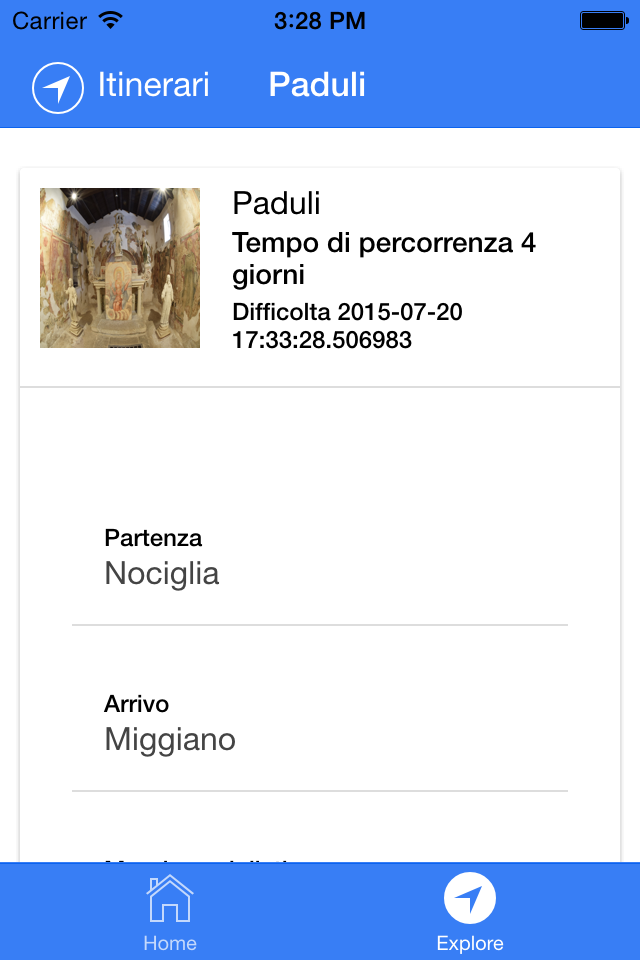 Carrier 3:28 PM
Itinerari Paduli
Paduli
Tempo di percorrenza 4
giorni
Difficolta 2015-07-20
17:33:28.506983
Partenza
Nociglia
Arrivo
Miggiano
Home Explore